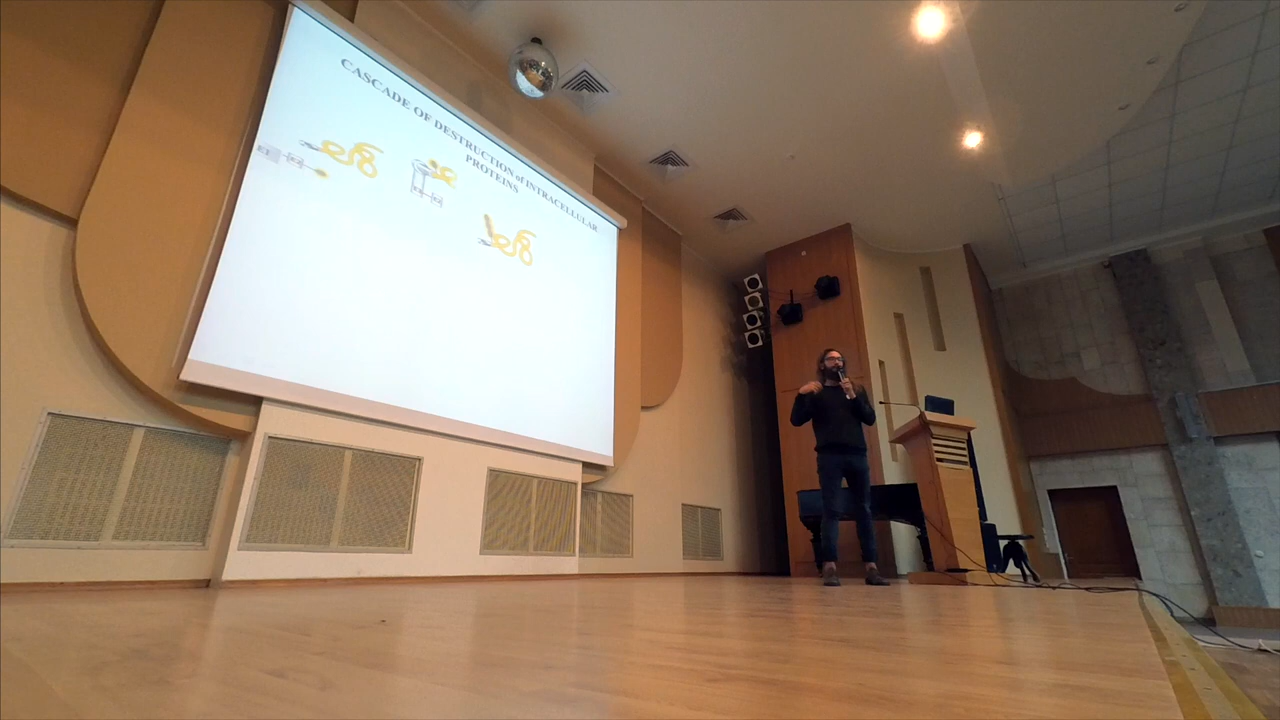 CASCADE OF DESTRUCTION of INTRACELLULAR
PROTEINS